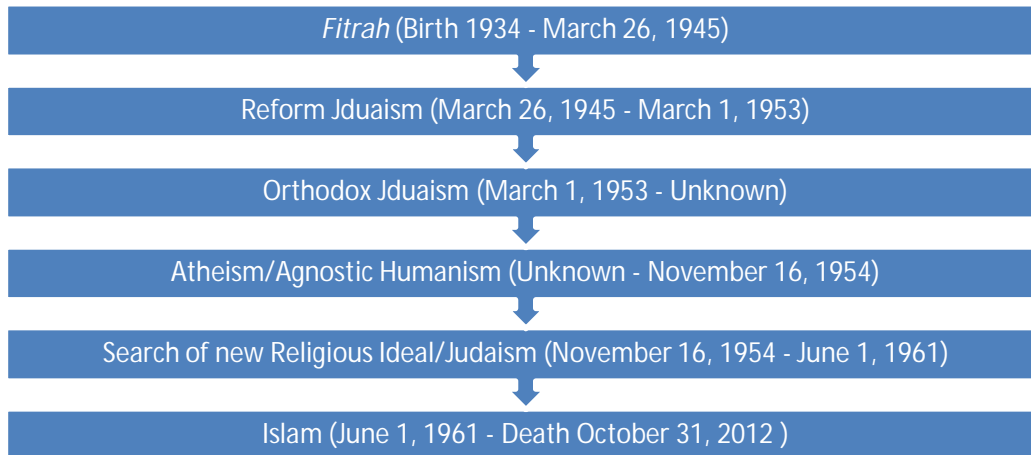 Fitrah (Birth 1934 - March 26, 1945)
Reform Jduaism (March 26, 1945 - March 1, 1953)
Orthodox Jduaism (March 1, 1953 - Unknown)
Atheism/Agnostic Humanism (Unknown - November 16, 1954)
Search of new Religious Ideal/Judaism (November 16, 1954 - June 1, 1961)
Islam (June 1, 1961 - Death October 31, 2012 )